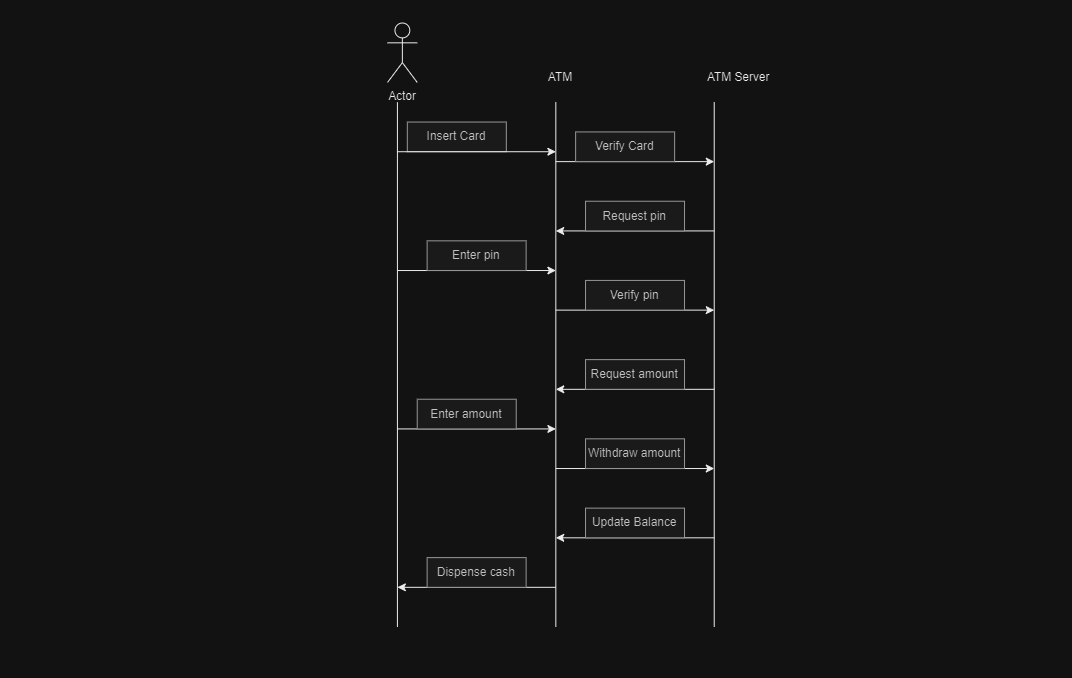 ATM
ATM Server
Actor
Insert Card
Verify Card
Request pin
Enter pin
Verify pin
Request amount
Enter amount
Withdraw amount
Update Balance
Dispense cash